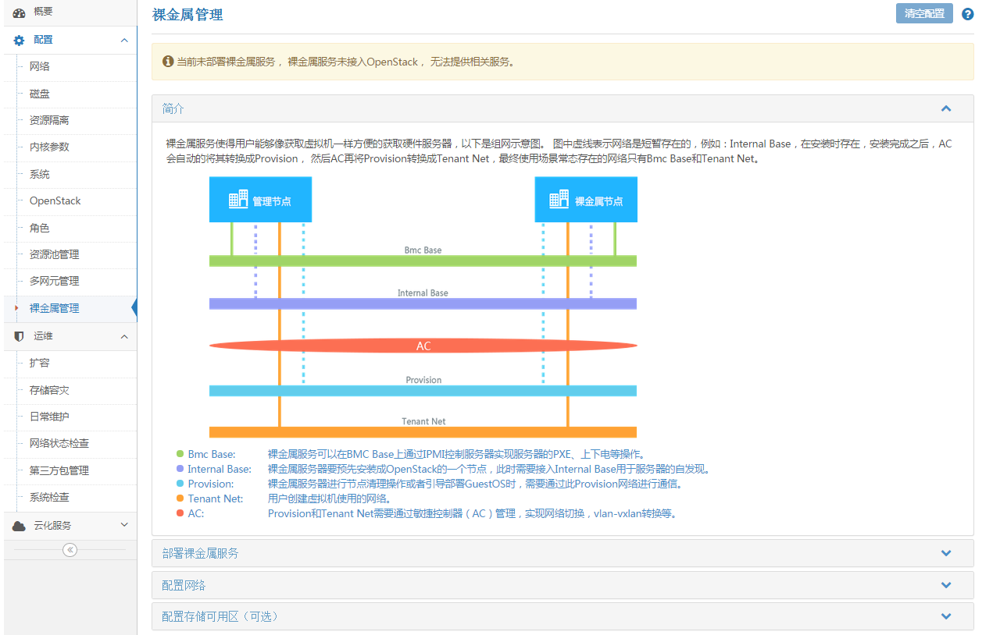 概要
配置
网络
磁盘
资源隔离
内核参数
系统
OpenStack
角色
资源池管理
多网元管理
裸金属管理
运维
扩容
存储容灾
日常维护
网络状态检查
第三方包管理
系统检查
云化服务
裸金属管理
清空配置
当前未部署裸金属服务， 裸金属服务未接入OpenStack， 无法提供相关服务。
简介
裸金属服务使得用户能够像获取虚拟机一样方便的获取硬件服务器，以下是组网示意图。 图中虚线表示网络是短暂存在的，例如：Internal Base，在安装时存在，安装完成之后，AC
会自动的将其转换成Provision， 然后AC再将Provision转换成Tenant Net，最终使用场景常态存在的网络只有Bmc Base和Tenant Net。
管理节点
裸金属节点
Bmc Base
Internal Base
AC
Provision
Tenant Net
Bmc Base: 裸金属服务可以在BMC Base上通过IPMI控制服务器实现服务器的PXE、上下电等操作。
Internal Base: 裸金属服务器要预先安装成OpenStack的一个节点，此时需要接入Internal Base用于服务器的自发现。
Provision: 裸金属服务器进行节点清理操作或者引导部署GuestOS时，需要通过此Provision网络进行通信。
Tenant Net: 用户创建虚拟机使用的网络。
AC: Provision和Tenant Net需要通过敏捷控制器（AC）管理，实现网络切换，vlan-vxlan转换等。
部署裸金属服务
配置网络
配置存储可用区（可选）